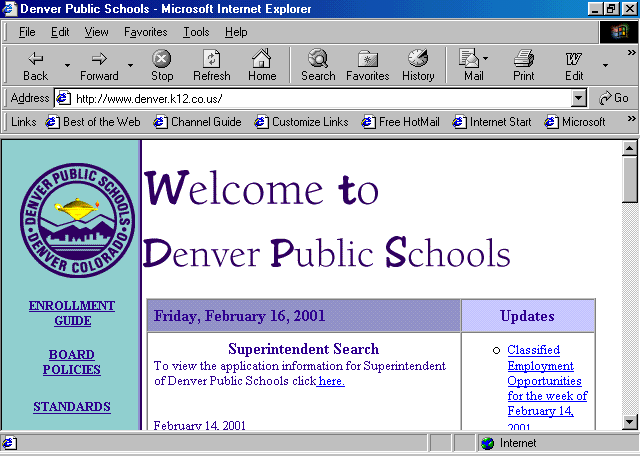 Denver Public Schools - Microsoft Internet Explorer
File Edit View Favorites Tools Help
Back Forward Stop Refresh Home Search Favorites History Mail Print Edit »
Address http://www.denver.k12.co.us/ Go
Links Best of the Web Channel Guide Customize Links Free HotMail Internet Start Microsoft »
DENVER PUBLIC SCHOOLS
DENVER COLORADO
Welcome to
Denver Public Schools
ENROLLMENT
GUIDE
BOARD
POLICIES
STANDARDS
Friday, February 16, 2001
Superintendent Search
To view the application information for Superintendent
of Denver Public Schools click here.
February 14, 2001
Updates
Classified
Employment
Opportunities
for the week of
February 14,
2001
Internet